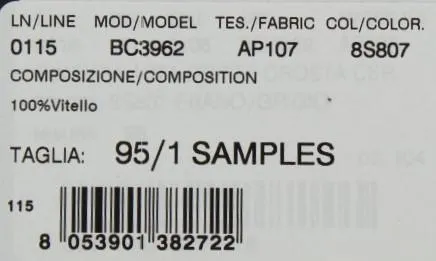 LN/LINE MOD/MODEL TES./FABRIC COL/COLOR.
0115 BC3962 AP107 8S807
COMPOSIZIONE/COMPOSITION
100%Vitello
TAGLIA: 95/1 SAMPLES
115
8 053901 382722